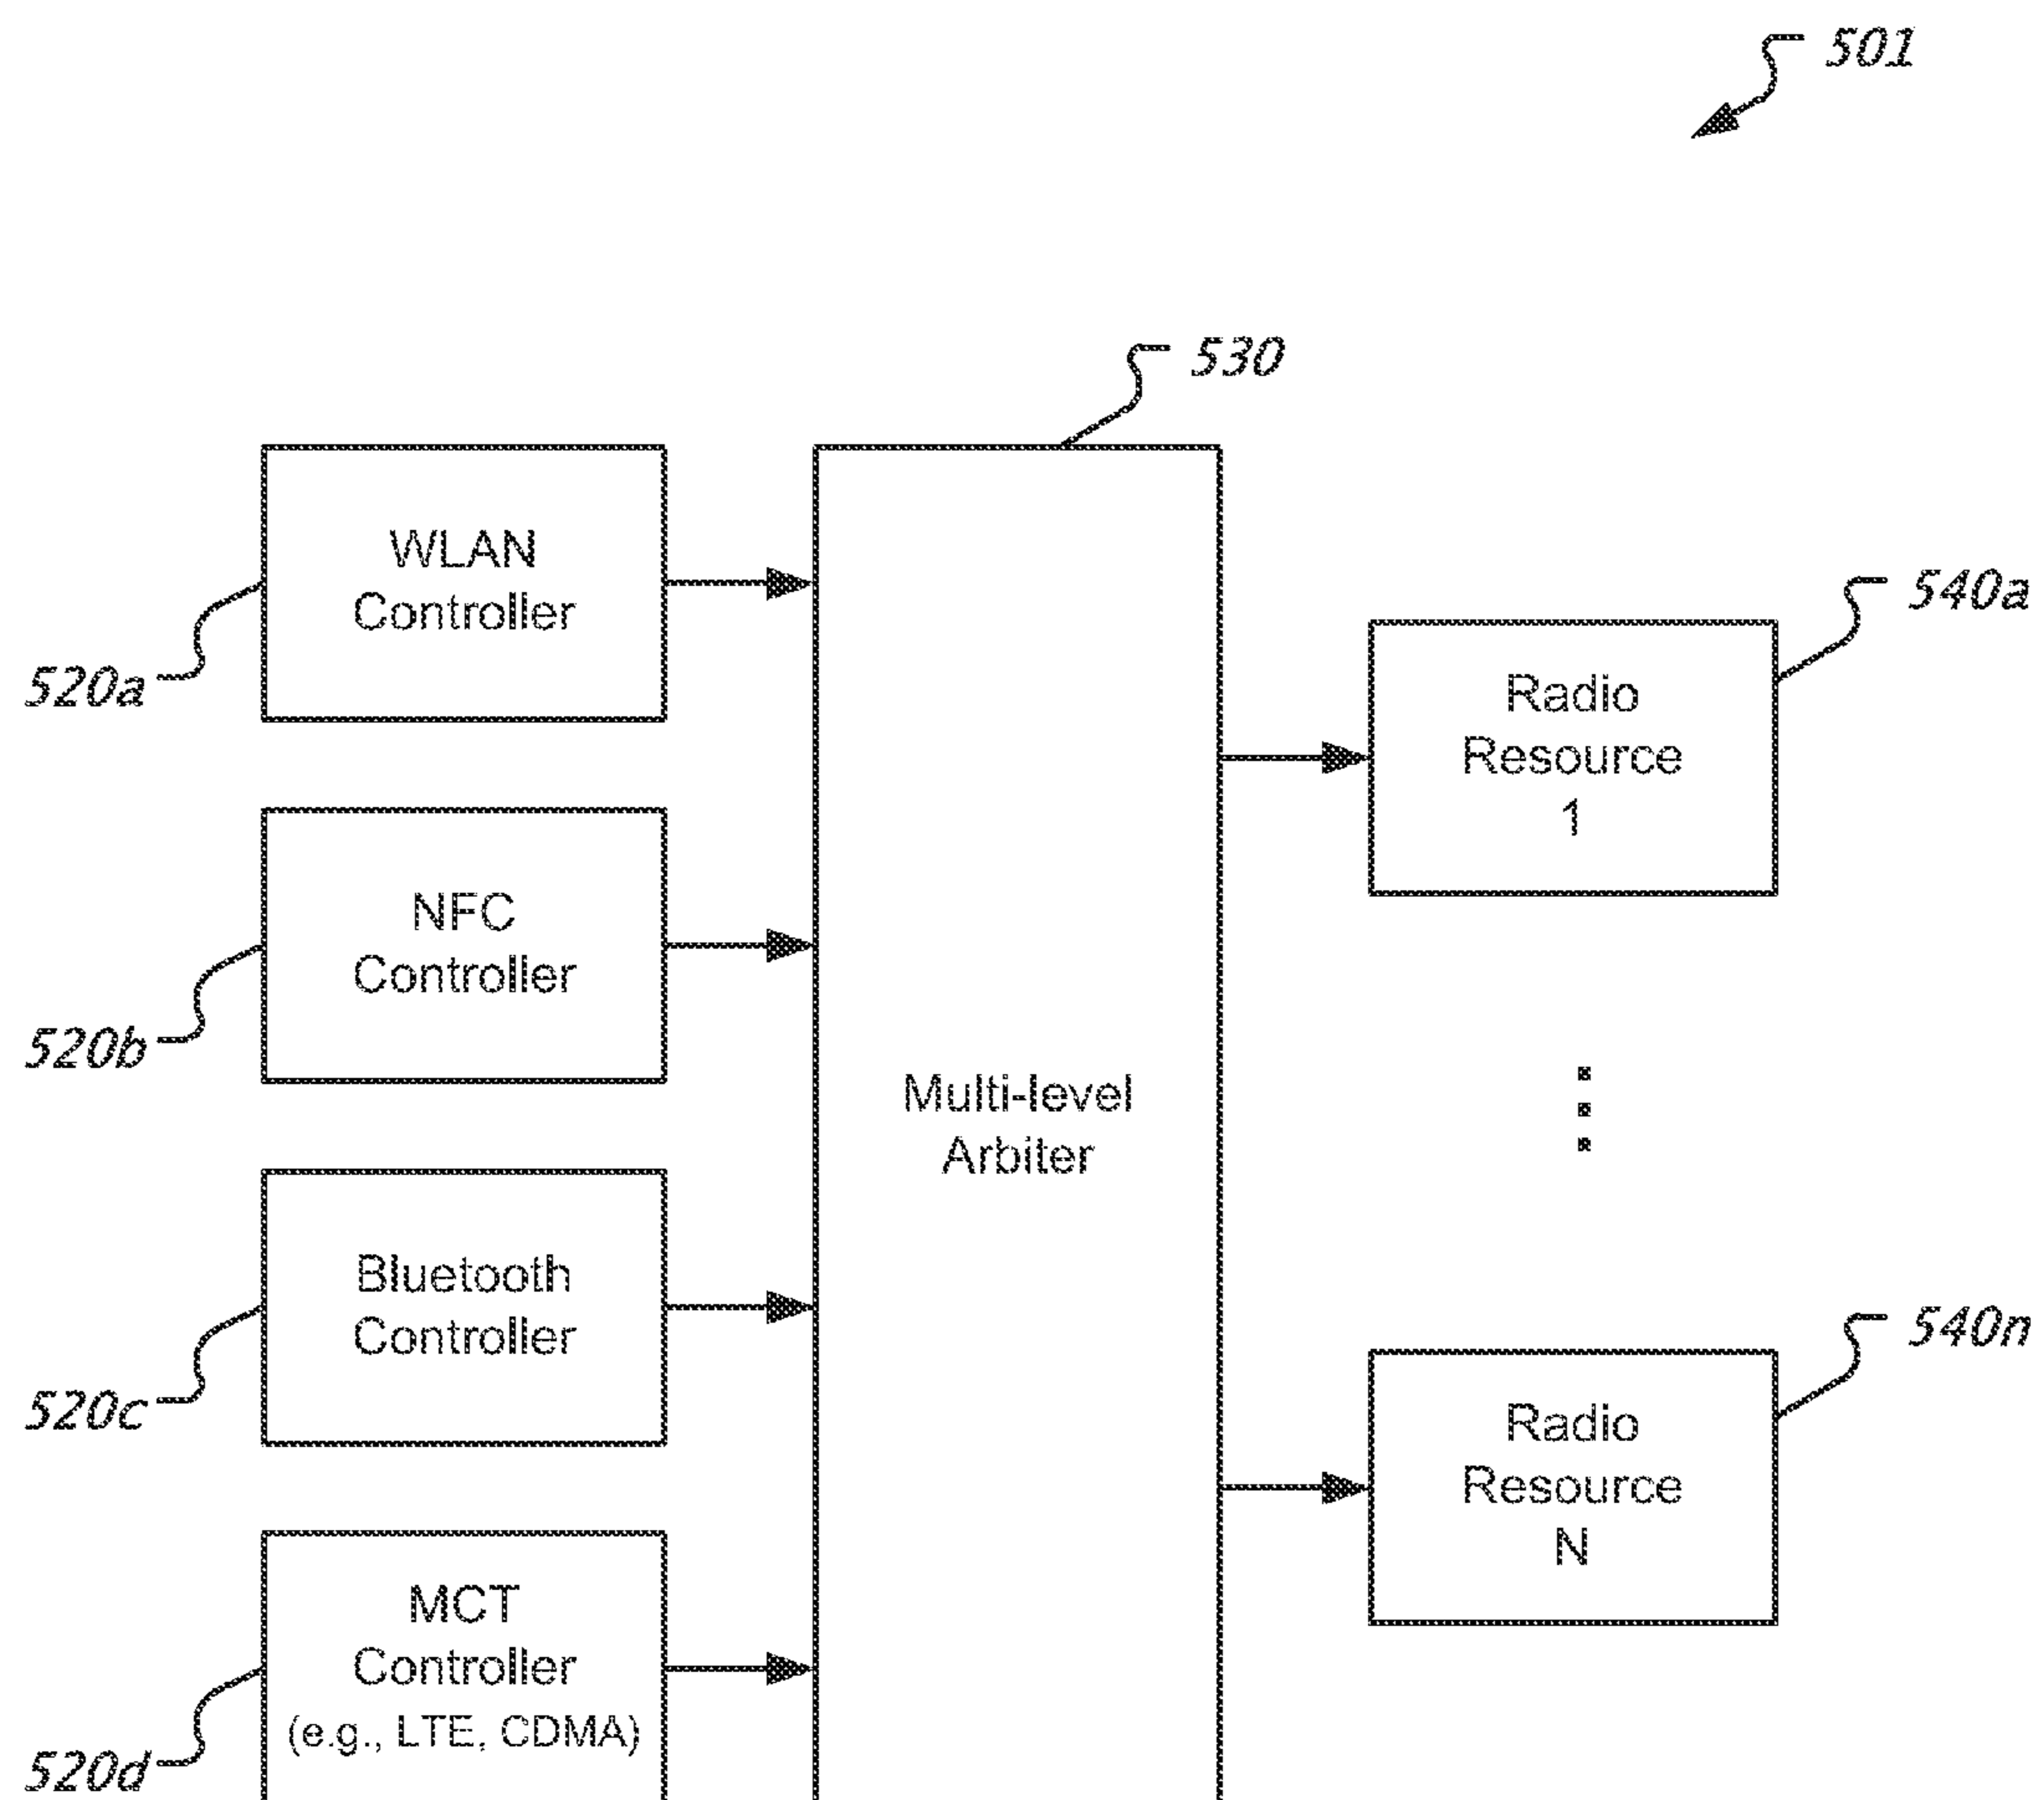 501
530
WLAN
Controller
520a
540a
Radio
Resource
1
NFC
Controller
520b
Multi-level
Arbiter
Bluetooth
Controller
520c
540n
Radio
Resource
N
MCT
Controller
(e.g., LTE, CDMA)
520d